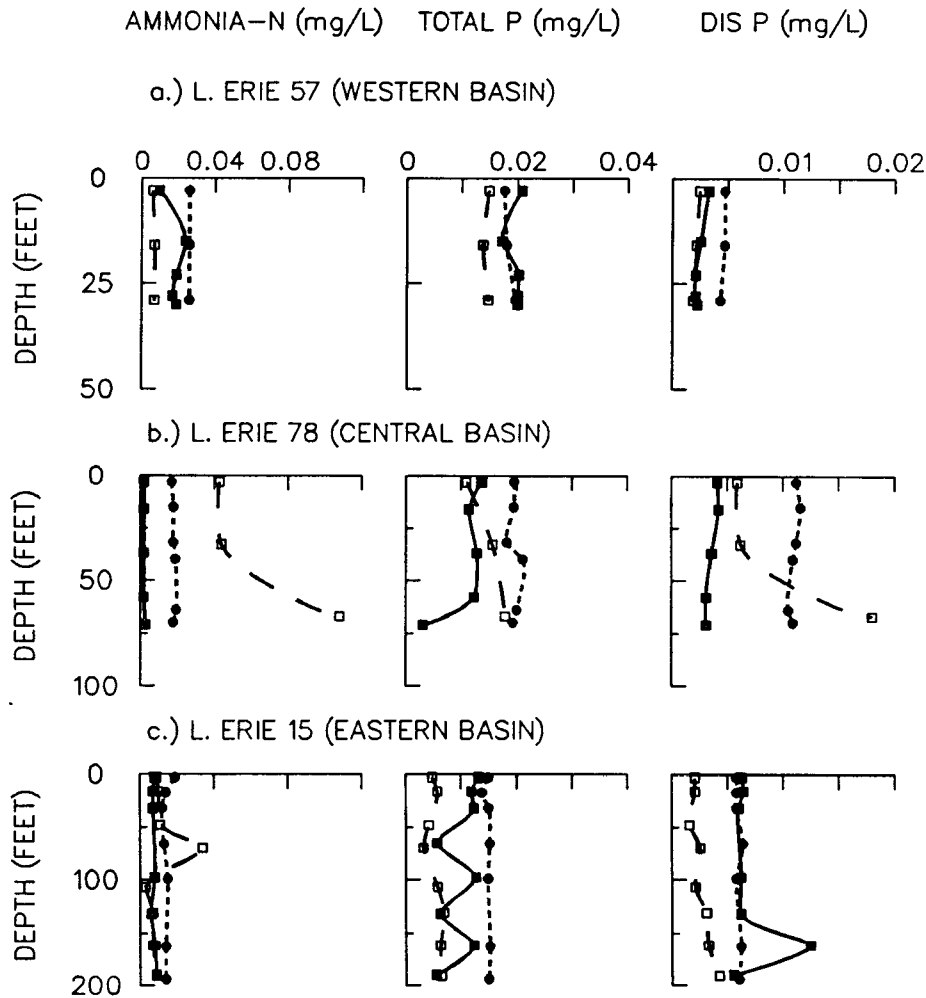 AMMONIA-N (mg/L) TOTAL P (mg/L) DIS P (mg/L)
a.) L. ERIE 57 (WESTERN BASIN)
0 0.04 0.08 0 0.02 0.04 0.01 0.02
0
25
50
DEPTH (FEET)
b.) L. ERIE 78 (CENTRAL BASIN)
0
50
100
DEPTH (FEET)
c.) L. ERIE 15 (EASTERN BASIN)
0
100
200
DEPTH (FEET)